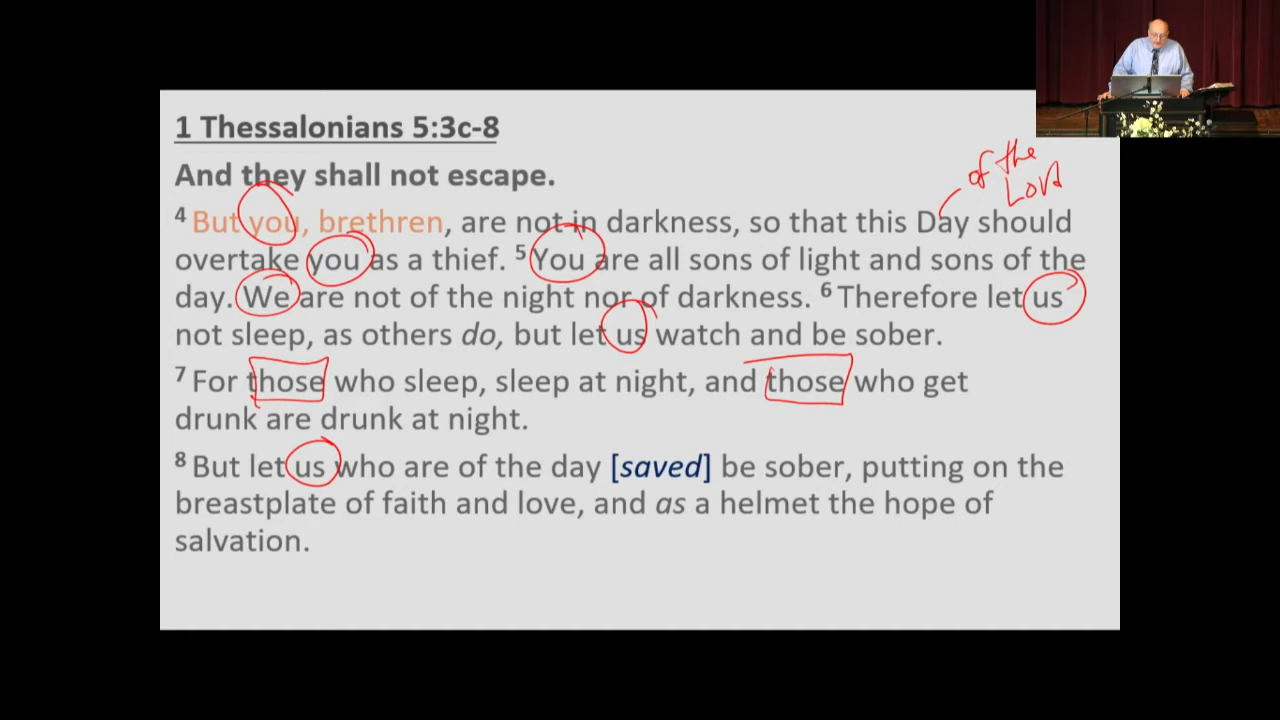 1 Thessalonians 5:3c-8
And they shall not escape.
of the
Lord
4 But you, brethren, are not in darkness, so that this Day should
overtake you as a thief. 5 You are all sons of light and sons of the
day. We are not of the night nor of darkness. 6 Therefore let us
not sleep, as others do, but let us watch and be sober.
7 For those who sleep, sleep at night, and those who get
drunk are drunk at night.
8 But let us who are of the day [saved] be sober, putting on the
breastplate of faith and love, and as a helmet the hope of
salvation.